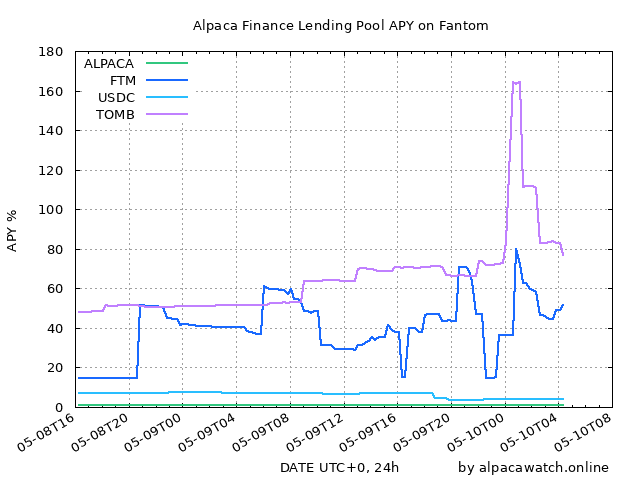 Alpaca Finance Lending Pool APY on Fantom
180
160
140
120
100
80
60
40
20
0
APY %
ALPACA
FTM
USDC
TOMB
05-08T16
05-08T20
05-09T00
05-09T04
05-09T08
05-09T12
05-09T16
05-09T20
05-10T00
05-10T04
05-10T08
DATE UTC+0, 24h
by alpacawatch.online